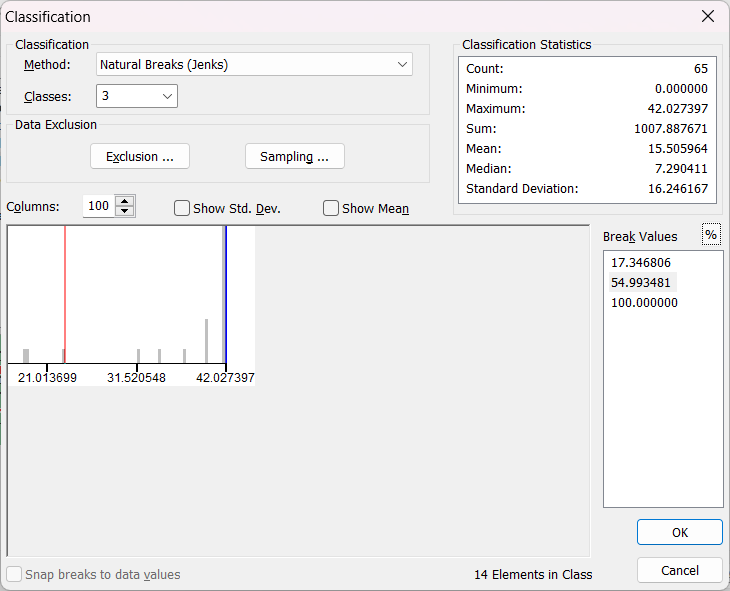 Classification
Classification
Method: Natural Breaks (Jenks)
Classes: 3
Data Exclusion
Exclusion ... Sampling ...
Classification Statistics
Count: 65
Minimum: 0.000000
Maximum: 42.027397
Sum: 1007.887671
Mean: 15.505964
Median: 7.290411
Standard Deviation: 16.246167
Columns: 100 Show Std. Dev. Show Mean
Break Values %
17.346806
54.993481
100.000000
21.013699 31.520548 42.027397
OK
Snap breaks to data values 14 Elements in Class Cancel